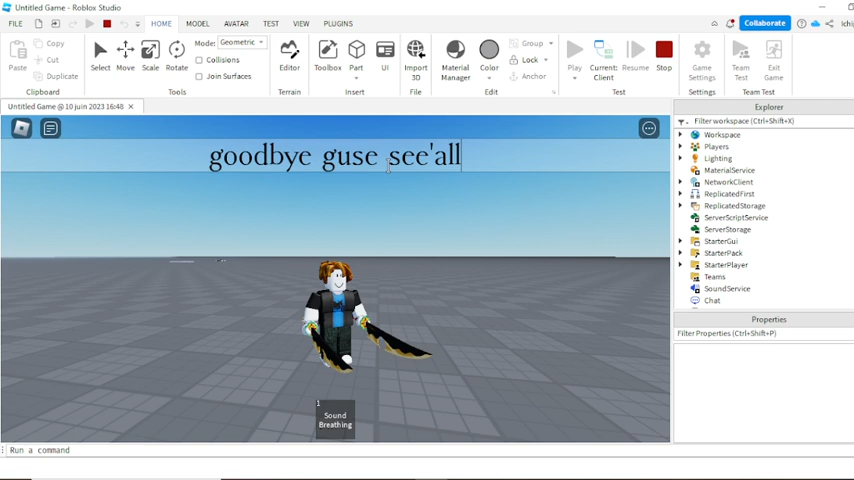 Untitled Game* - Roblox Studio
FILE HOME MODEL AVATAR TEST VIEW PLUGINS Collaborate
Copy Cut Duplicate Paste
Select Move Scale Rotate
Mode: Geometric
Collisions
Join Surfaces
Editor Toolbox Part UI Import 3D
Material Manager Color
Group Lock Anchor
Play Current: Client Resume Stop
Game Settings Team Test Exit Game
Clipboard Tools Terrain Insert File Edit Test Settings Team Test
Untitled Game @ 10 juin 2023 16:48
goodbye guse see'all
1
Sound
Breathing
Explorer
Filter workspace (Ctrl+Shift+X)
Workspace
Players
Lighting
MaterialService
NetworkClient
ReplicatedFirst
ReplicatedStorage
ServerScriptService
ServerStorage
StarterGui
StarterPack
StarterPlayer
Teams
SoundService
Chat
Properties
Filter Properties (Ctrl+Shift+P)
Run a command